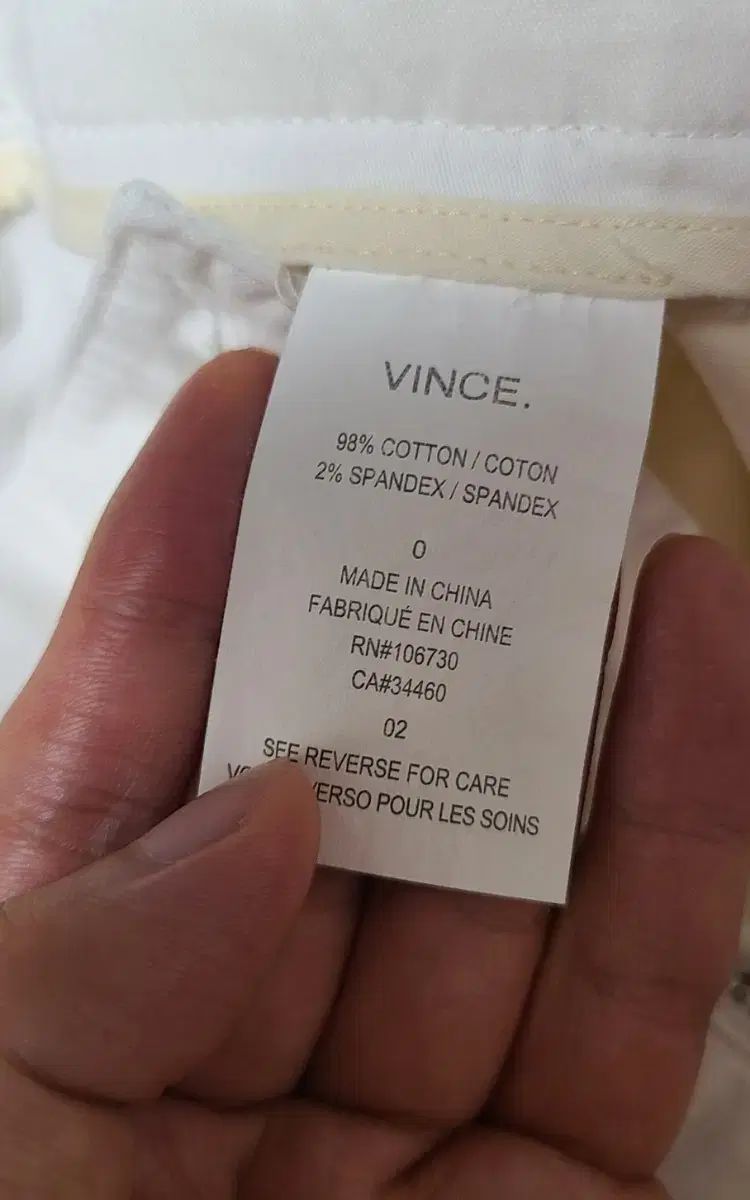 VINCE.
98% COTTON / COTON
2% SPANDEX / SPANDEX
0
MADE IN CHINA
FABRIQUÉ EN CHINE
RN#106730
CA#34460
02
SEE REVERSE FOR CARE
POUR LES SOINS